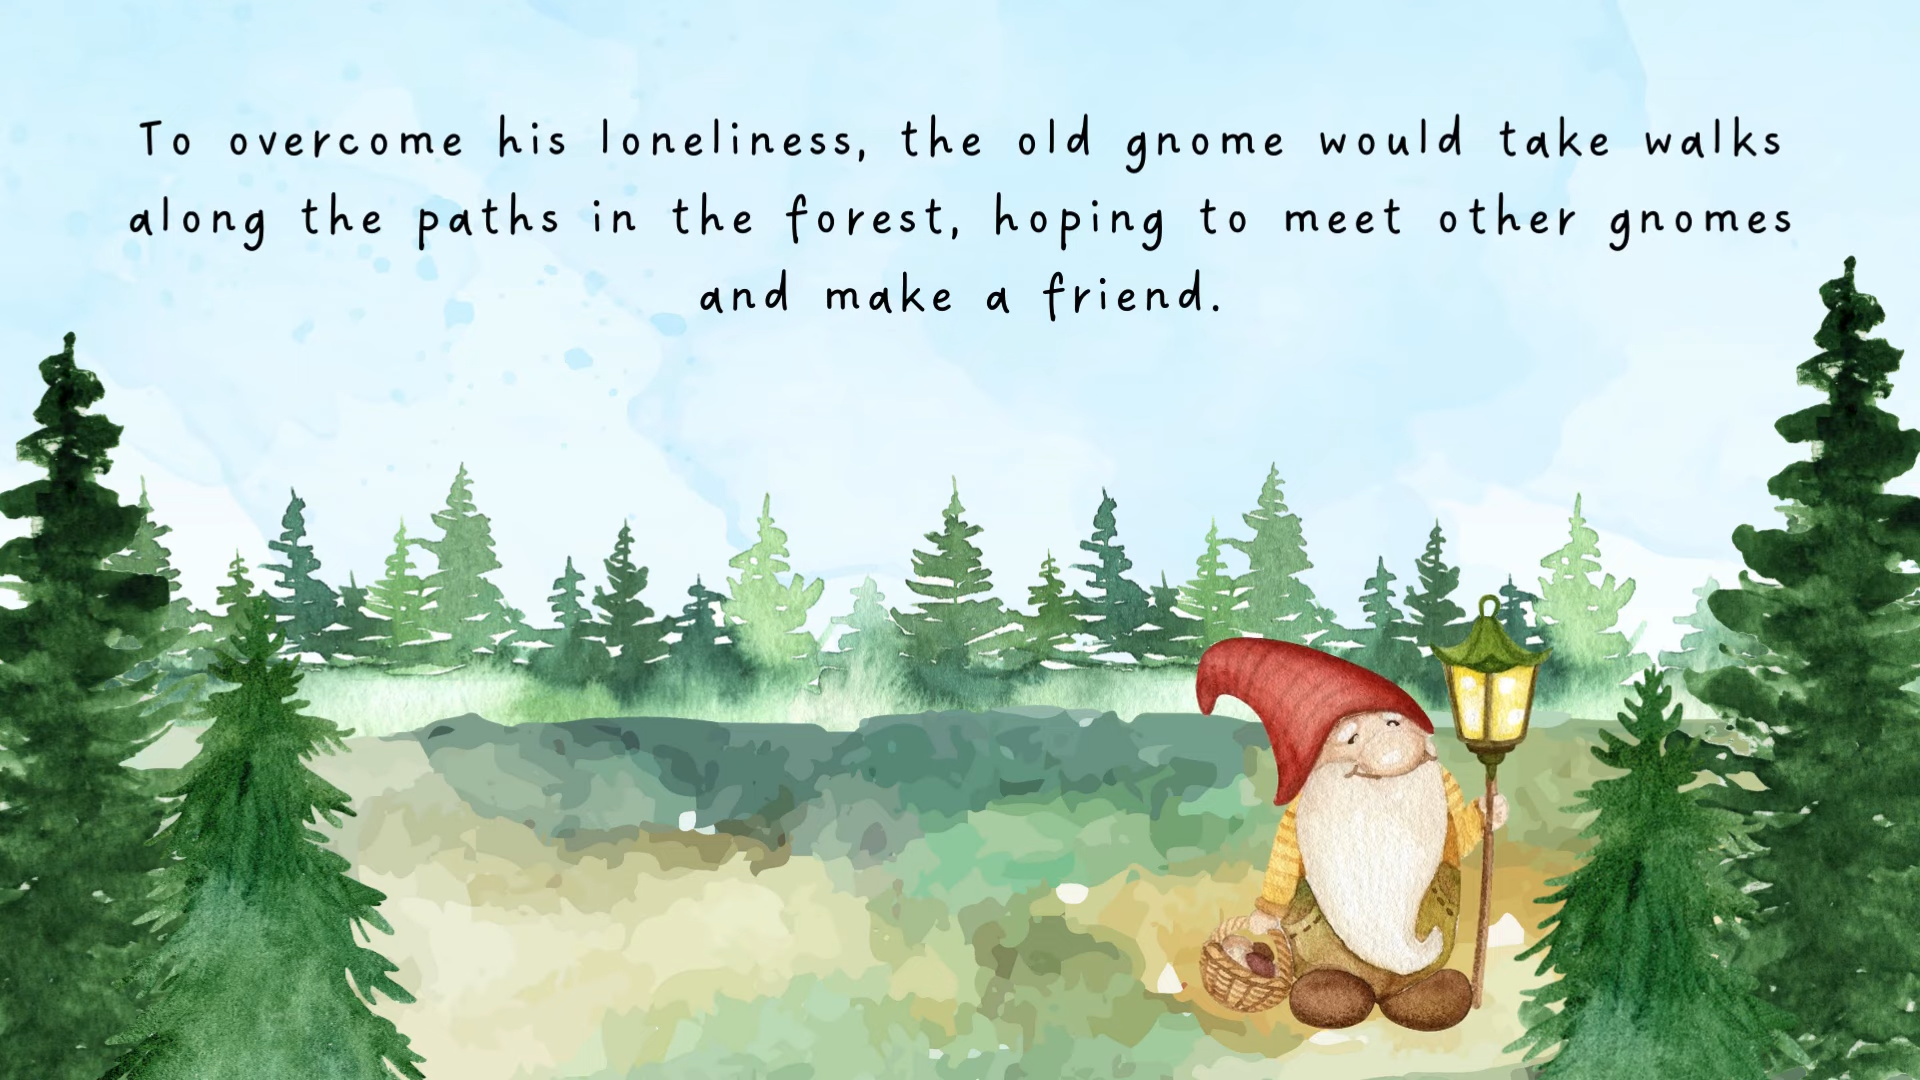 To overcome his loneliness, the old gnome would take walks
along the paths in the forest, hoping to meet other gnomes
and make a friend.